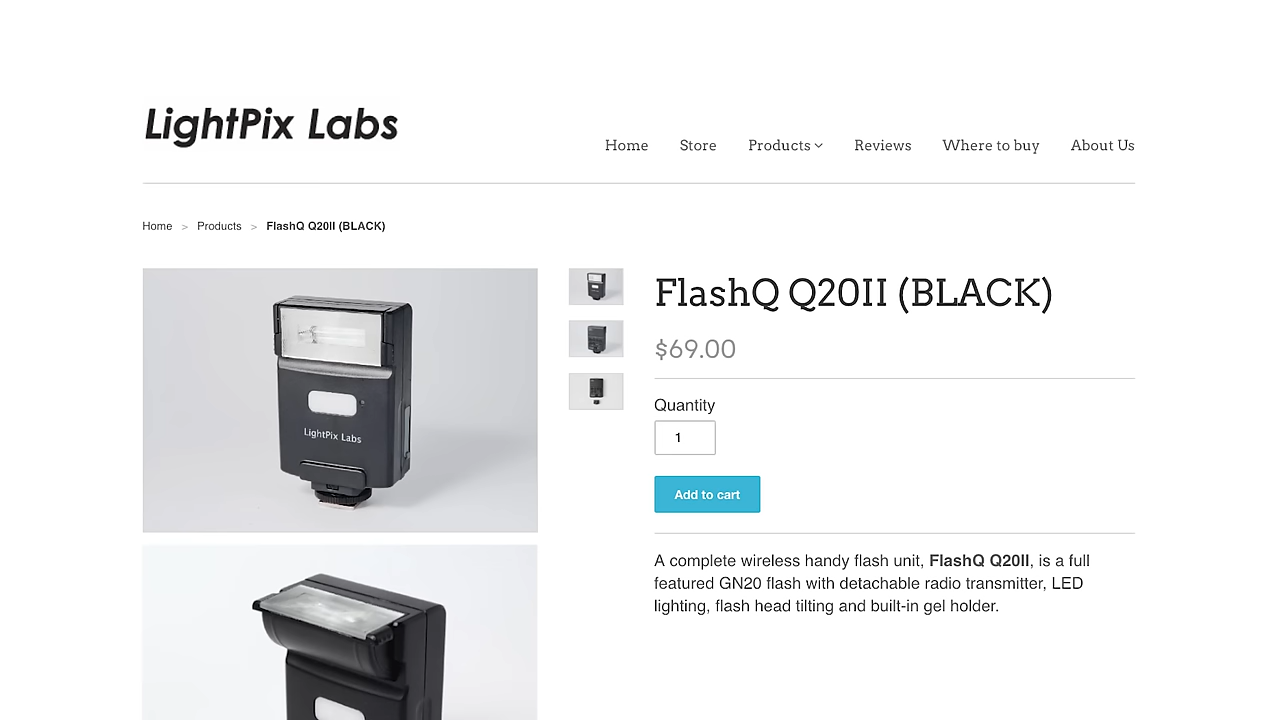 LightPix Labs
Home Store Products Reviews Where to buy About Us
Home > Products > FlashQ Q20II (BLACK)
LightPix Labs
FlashQ Q20II (BLACK)
$69.00
Quantity
1
Add to cart
A complete wireless handy flash unit, FlashQ Q20II, is a full
featured GN20 flash with detachable radio transmitter, LED
lighting, flash head tilting and built-in gel holder.